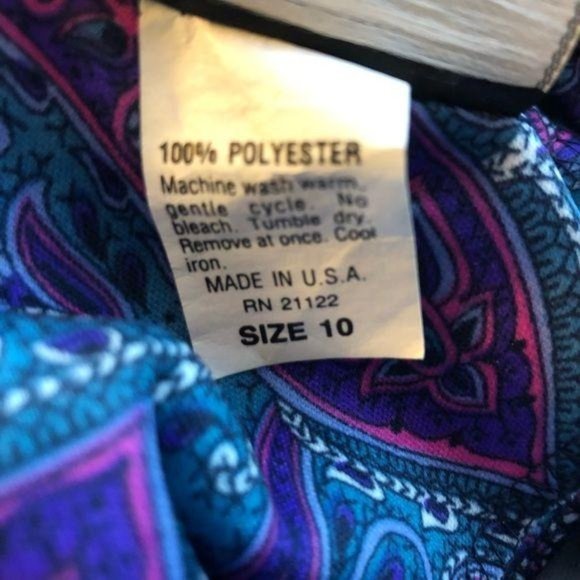 100% POLYESTER
Machine wash warm,
gentle cycle. No
bleach. Tumble dry.
Remove at once. Cool
iron.
MADE IN U.S.A.
RN 21122
SIZE 10